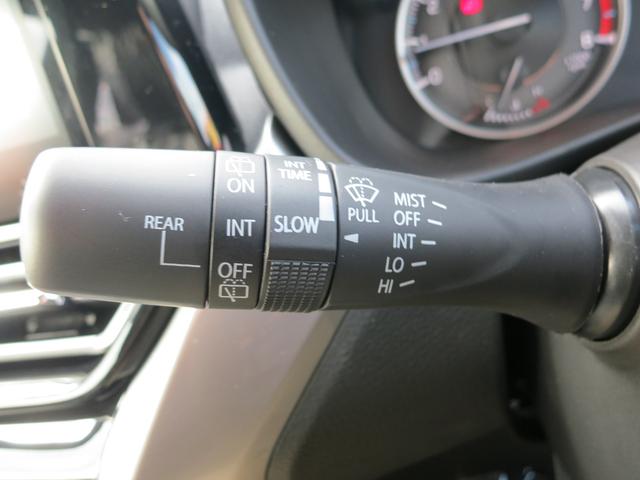 REAR
ON
INT
OFF
INT
TIME
SLOW
PULL
MIST
OFF
INT
LO
HI